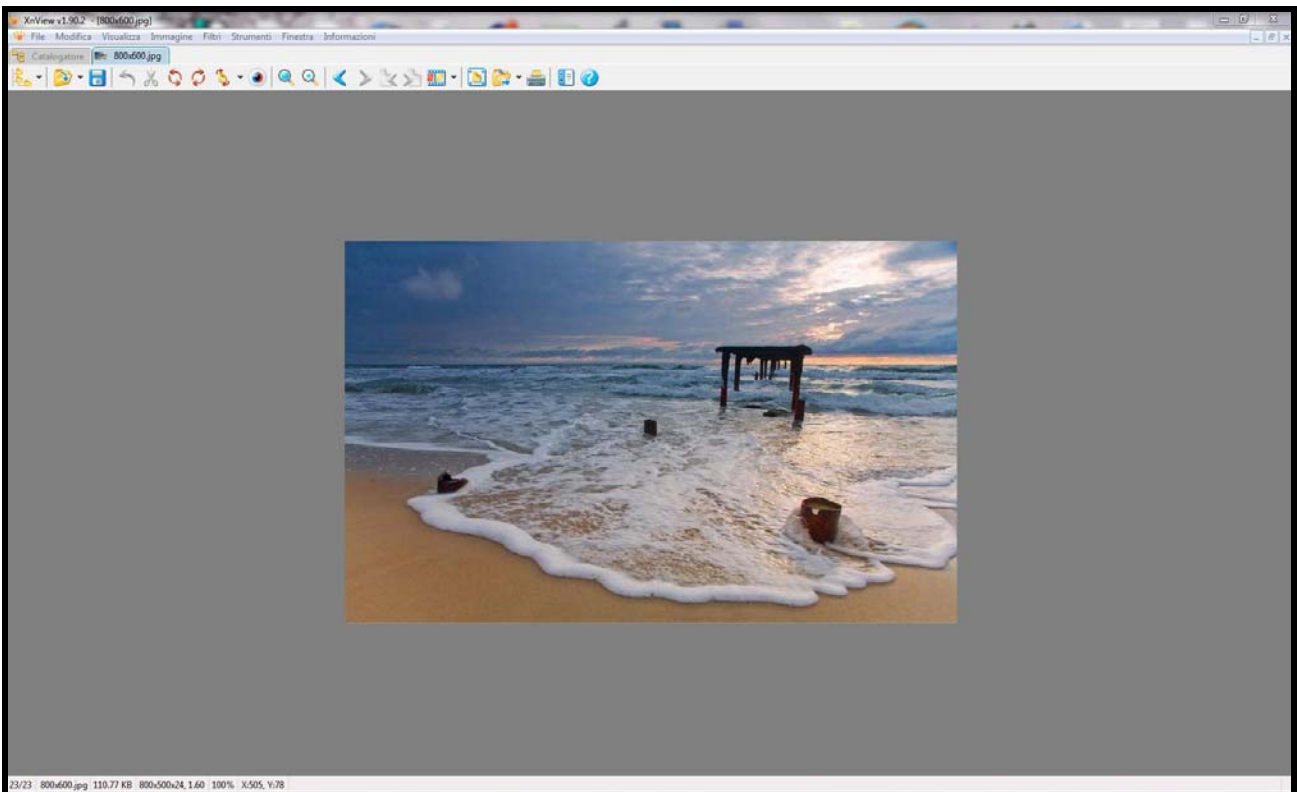 XnView v1.90.2 - [800x600.jpg]
File Modifica Visualizza Immagine Filtri Strumenti Finestra Informazioni
Catalogatore 800x600.jpg
23/23 800x600.jpg 110.77 KB 800x500x24, 1.60 100% X:505, Y:78